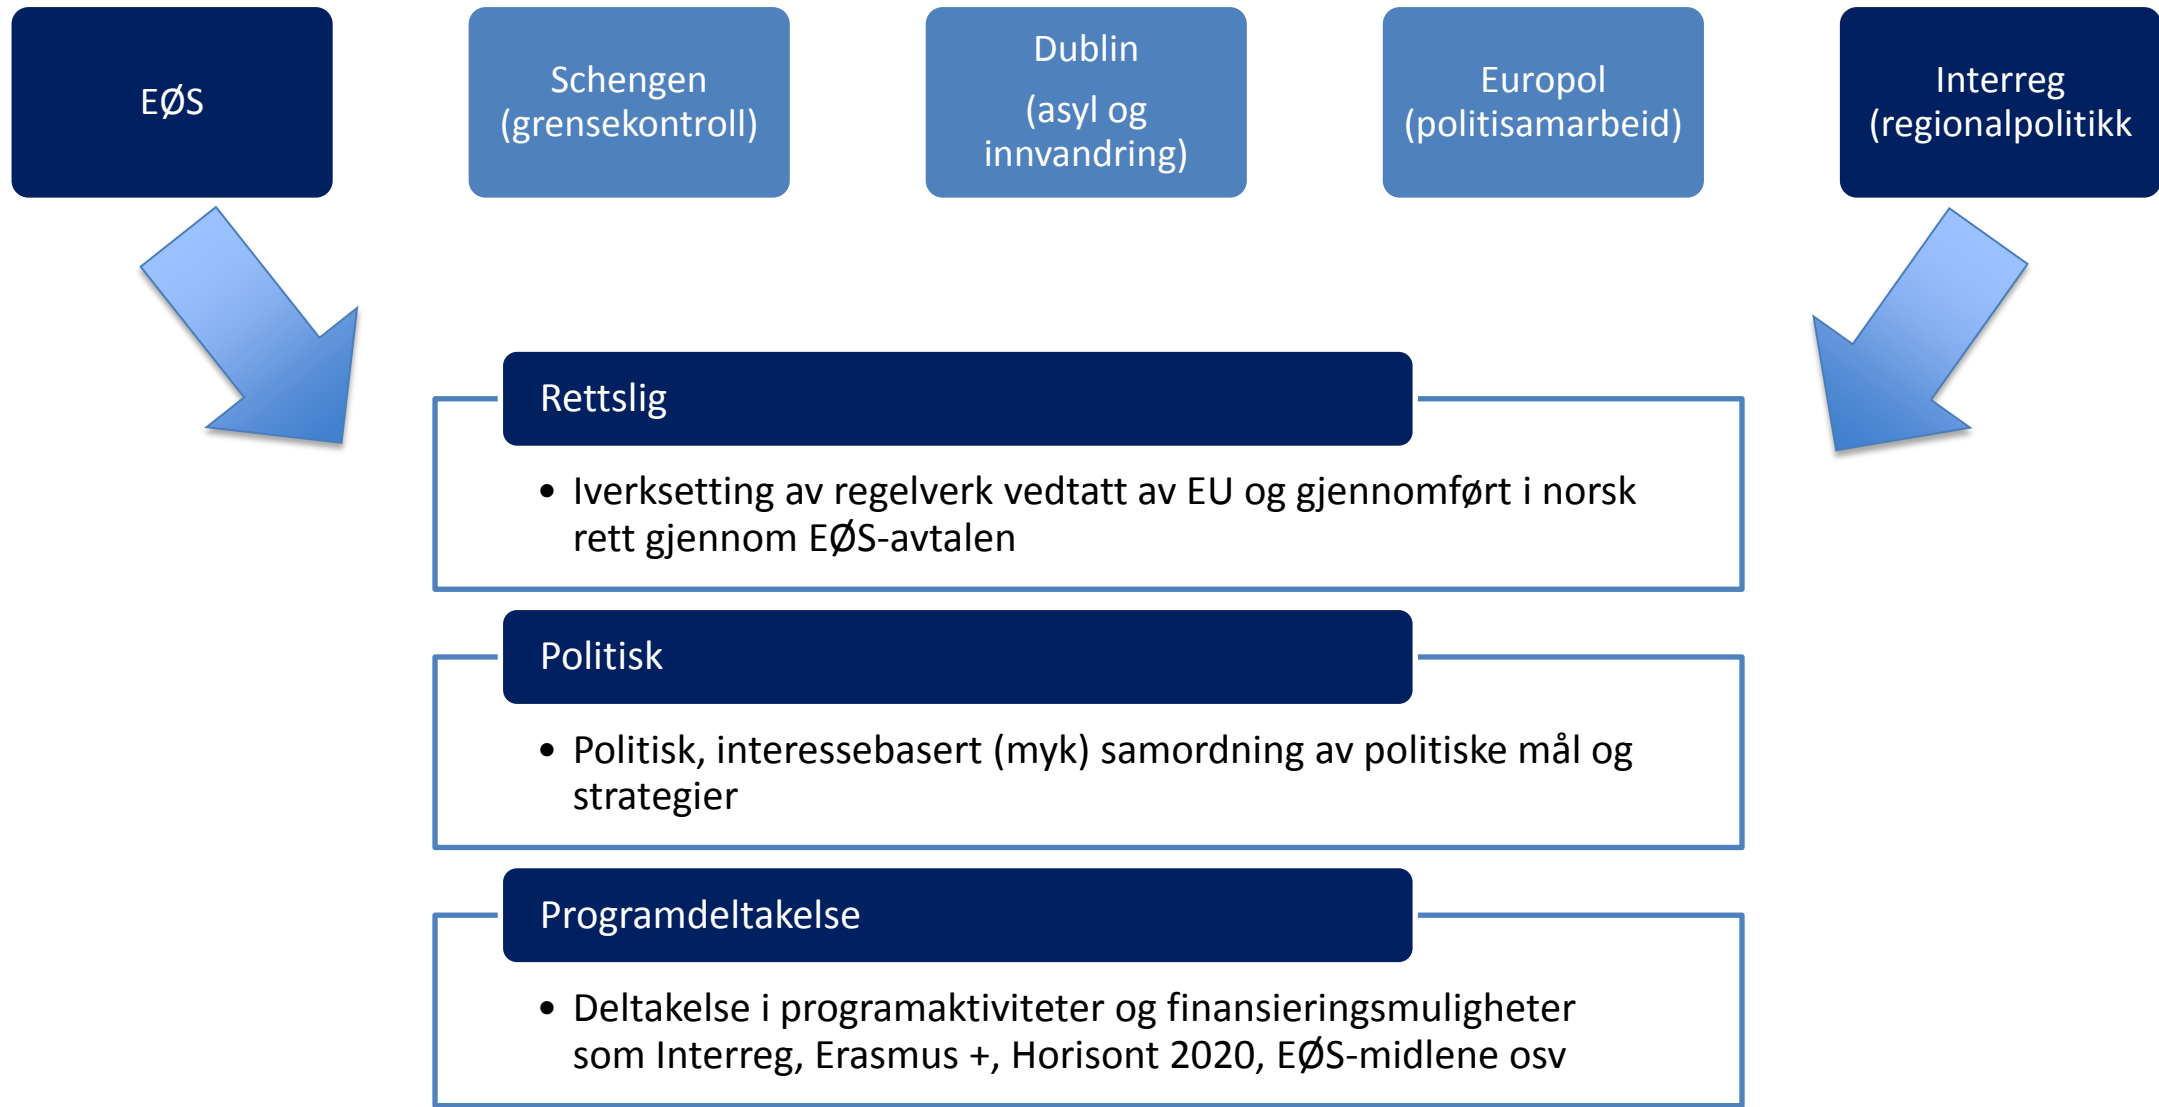 EØS
Schengen
(grensekontroll)
Dublin
(asyl og
innvandring)
Europol
(politisamarbeid)
Interreg
(regionalpolitikk
Rettslig
• Iverksetting av regelverk vedtatt av EU og gjennomført i norsk
rett gjennom EØS-avtalen
Politisk
• Politisk, interessebasert (myk) samordning av politiske mål og
strategier
Programdeltakelse
• Deltakelse i programaktiviteter og finansieringsmuligheter
som Interreg, Erasmus +, Horisont 2020, EØS-midlene osv